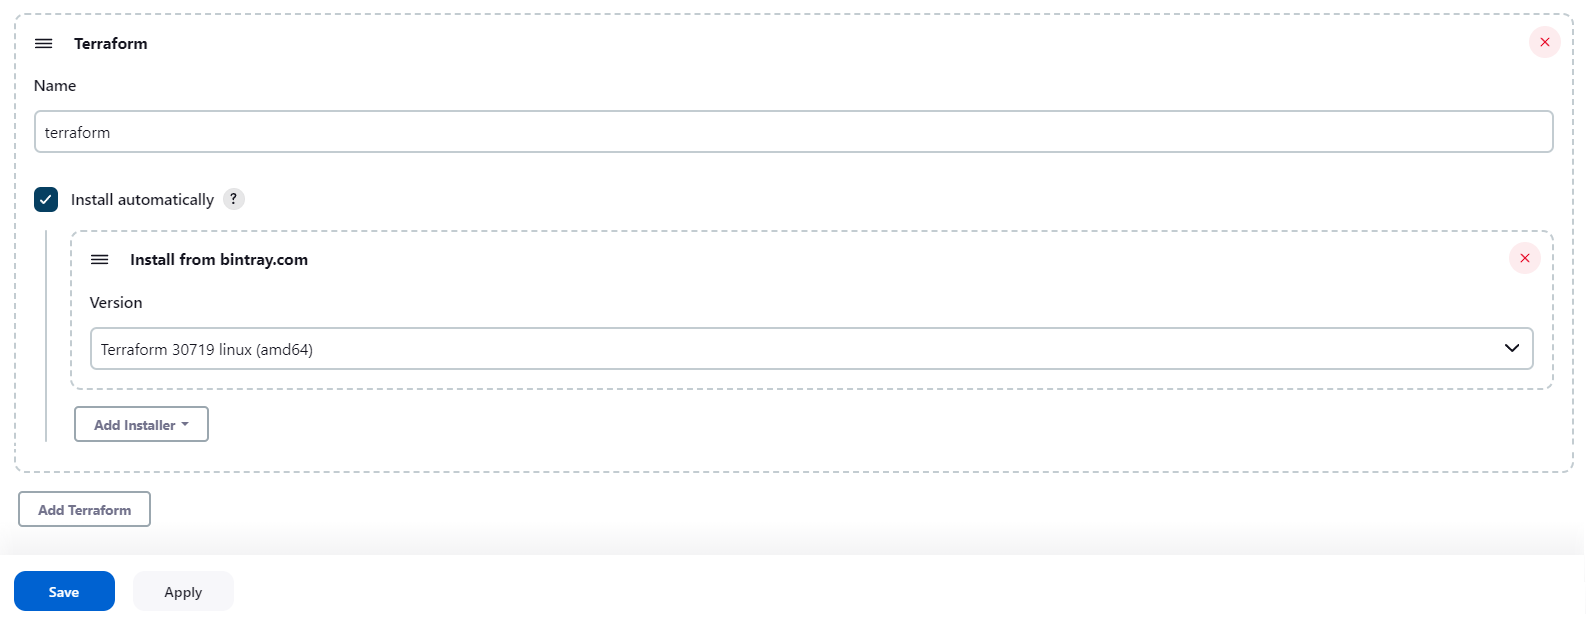 Terraform
Name
terraform
Install automatically ?
Install from bintray.com
Version
Terraform 30719 linux (amd64)
Add Installer
Add Terraform
Save Apply